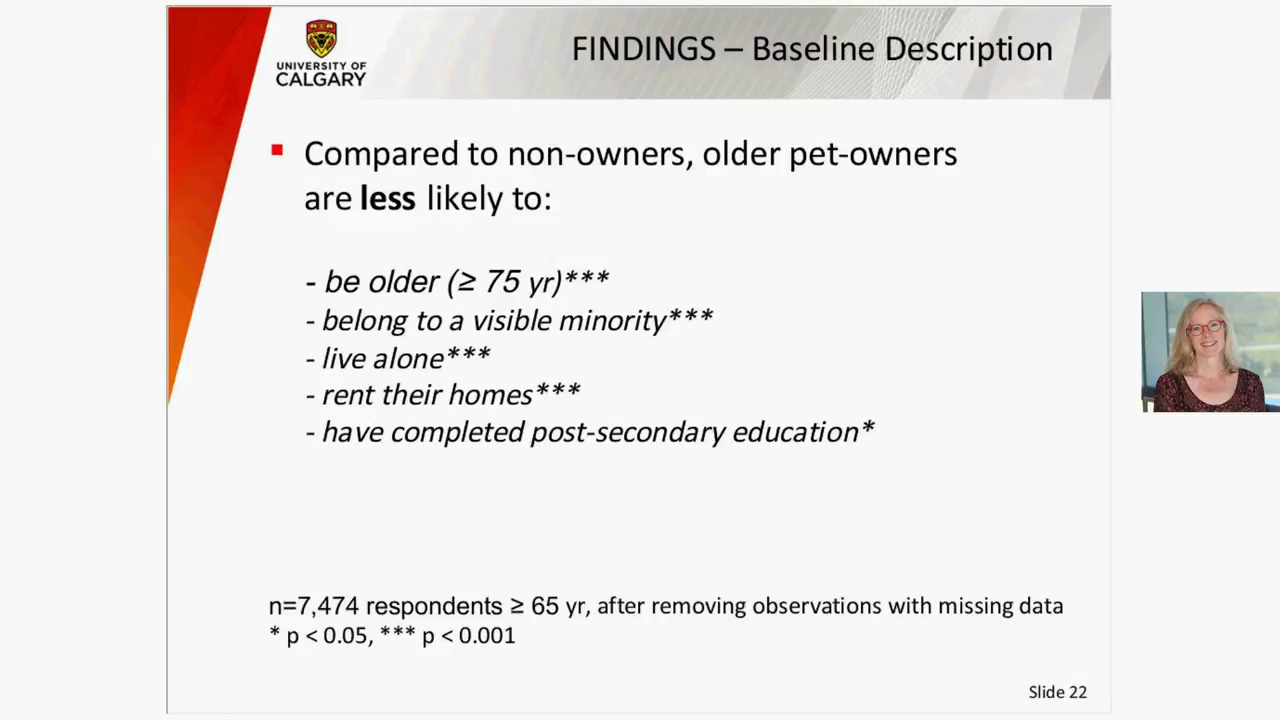 UNIVERSITY OF
CALGARY
FINDINGS – Baseline Description
▪ Compared to non-owners, older pet-owners
are less likely to:
- be older (≥ 75 yr)***
- belong to a visible minority***
- live alone***
- rent their homes***
- have completed post-secondary education*
n=7,474 respondents ≥ 65 yr, after removing observations with missing data
* p < 0.05, *** p < 0.001
Slide 22